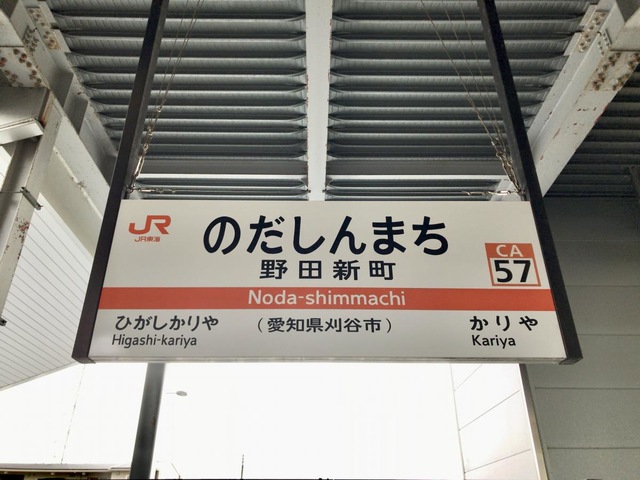 JR
JR東海
のだしんまち
野田新町
CA
57
Noda-shimmachi
ひがしかりや
Higashi-kariya
（愛知県刈谷市）
かりや
Kariya